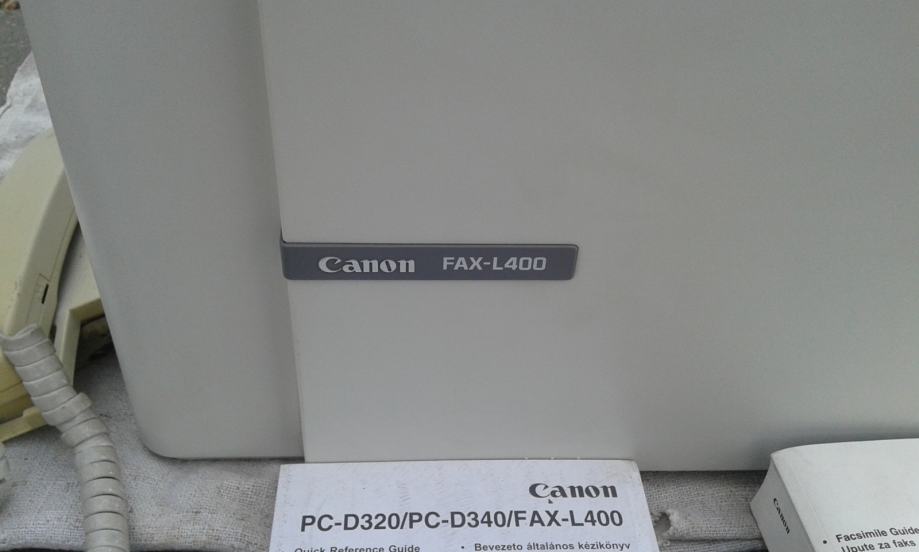 Canon FAX-L400
Canon
PC-D320/PC-D340/FAX-L400
Quick Reference Guide
• Bevezeto általános kézikönyv
Canon
• Facsimile Guide
Upute za faks